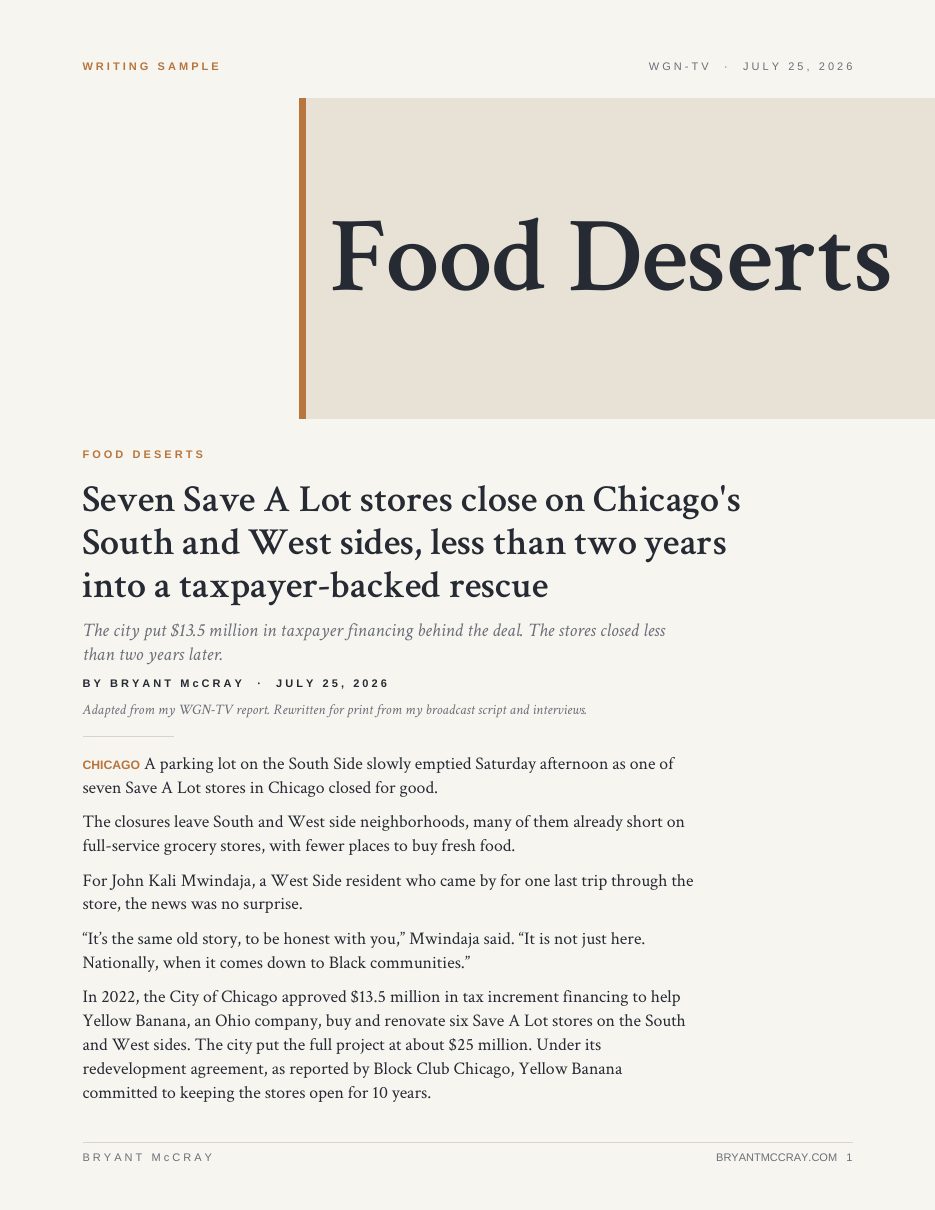 WRITING SAMPLE
WGN-TV · JULY 25, 2026
Food Deserts
FOOD DESERTS
Seven Save A Lot stores close on Chicago's
South and West sides, less than two years
into a taxpayer-backed rescue
The city put $13.5 million in taxpayer financing behind the deal. The stores closed less
than two years later.
BY BRYANT McCRAY · JULY 25, 2026
Adapted from my WGN-TV report. Rewritten for print from my broadcast script and interviews.
CHICAGO A parking lot on the South Side slowly emptied Saturday afternoon as one of
seven Save A Lot stores in Chicago closed for good.
The closures leave South and West side neighborhoods, many of them already short on
full-service grocery stores, with fewer places to buy fresh food.
For John Kali Mwindaja, a West Side resident who came by for one last trip through the
store, the news was no surprise.
“It’s the same old story, to be honest with you,” Mwindaja said. “It is not just here.
Nationally, when it comes down to Black communities.”
In 2022, the City of Chicago approved $13.5 million in tax increment financing to help
Yellow Banana, an Ohio company, buy and renovate six Save A Lot stores on the South
and West sides. The city put the full project at about $25 million. Under its
redevelopment agreement, as reported by Block Club Chicago, Yellow Banana
committed to keeping the stores open for 10 years.
BRYANT McCRAY
BRYANTMCCRAY.COM 1